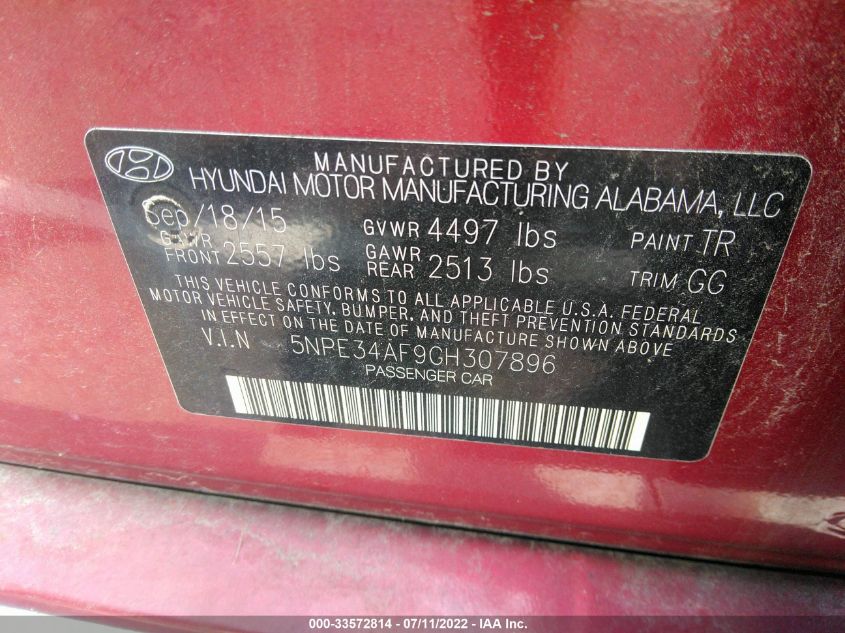 MANUFACTURED BY
HYUNDAI MOTOR MANUFACTURING ALABAMA, LLC
Sep/18/15 GVWR 4497 lbs PAINT TR
GAWR FRONT 2557 lbs GAWR REAR 2513 lbs TRIM GG
THIS VEHICLE CONFORMS TO ALL APPLICABLE U.S.A. FEDERAL
MOTOR VEHICLE SAFETY, BUMPER, AND THEFT PREVENTION STANDARDS
IN EFFECT ON THE DATE OF MANUFACTURE SHOWN ABOVE.
V.I.N 5NPE34AF9GH307896
PASSENGER CAR
000-33572814 - 07/11/2022 - IAA Inc.